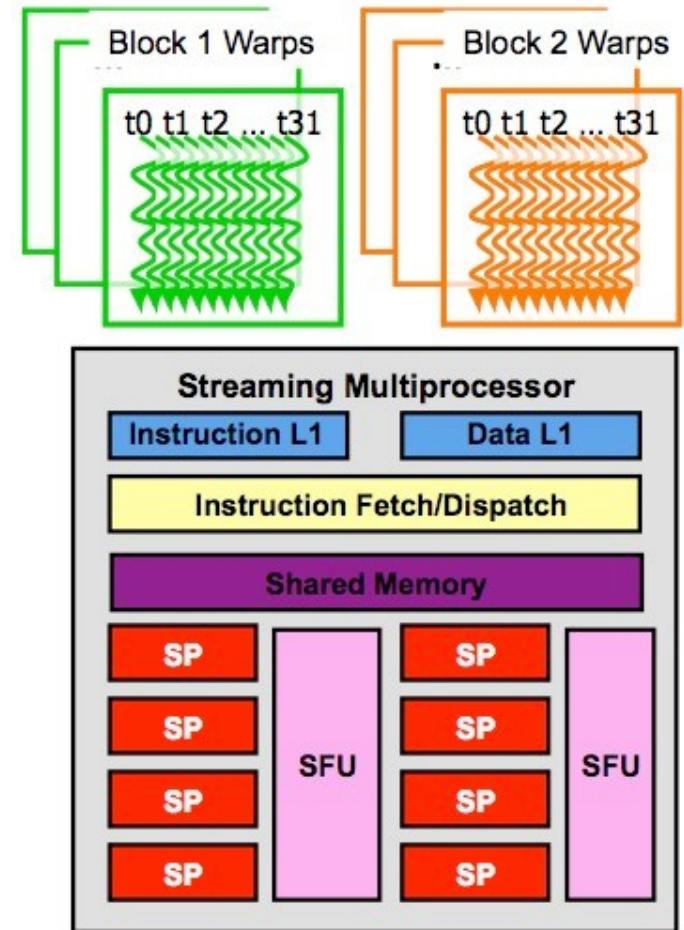 Block 1 Warps Block 2 Warps
t0 t1 t2 ... t31 t0 t1 t2 ... t31
Streaming Multiprocessor
Instruction L1 Data L1
Instruction Fetch/Dispatch
Shared Memory
SP SP
SP SP
SFU SFU
SP SP
SP SP